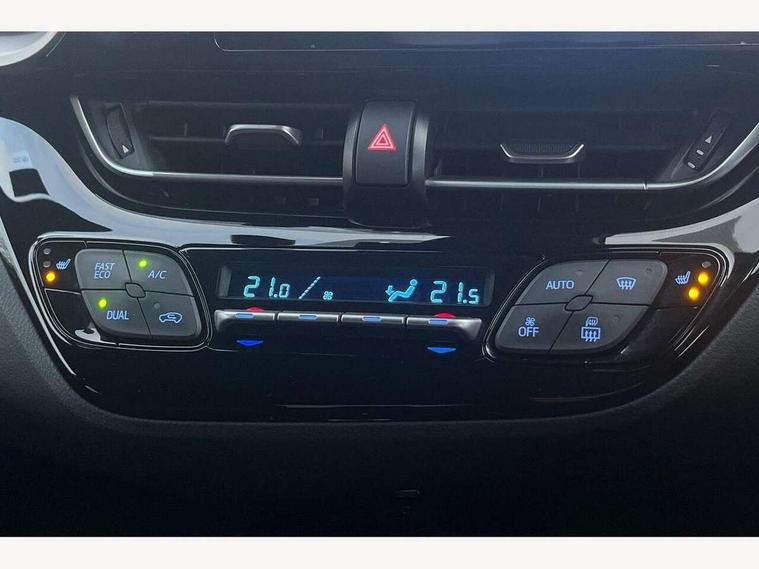 FAST
ECO
A/C
DUAL
21.0
21.5
AUTO
OFF